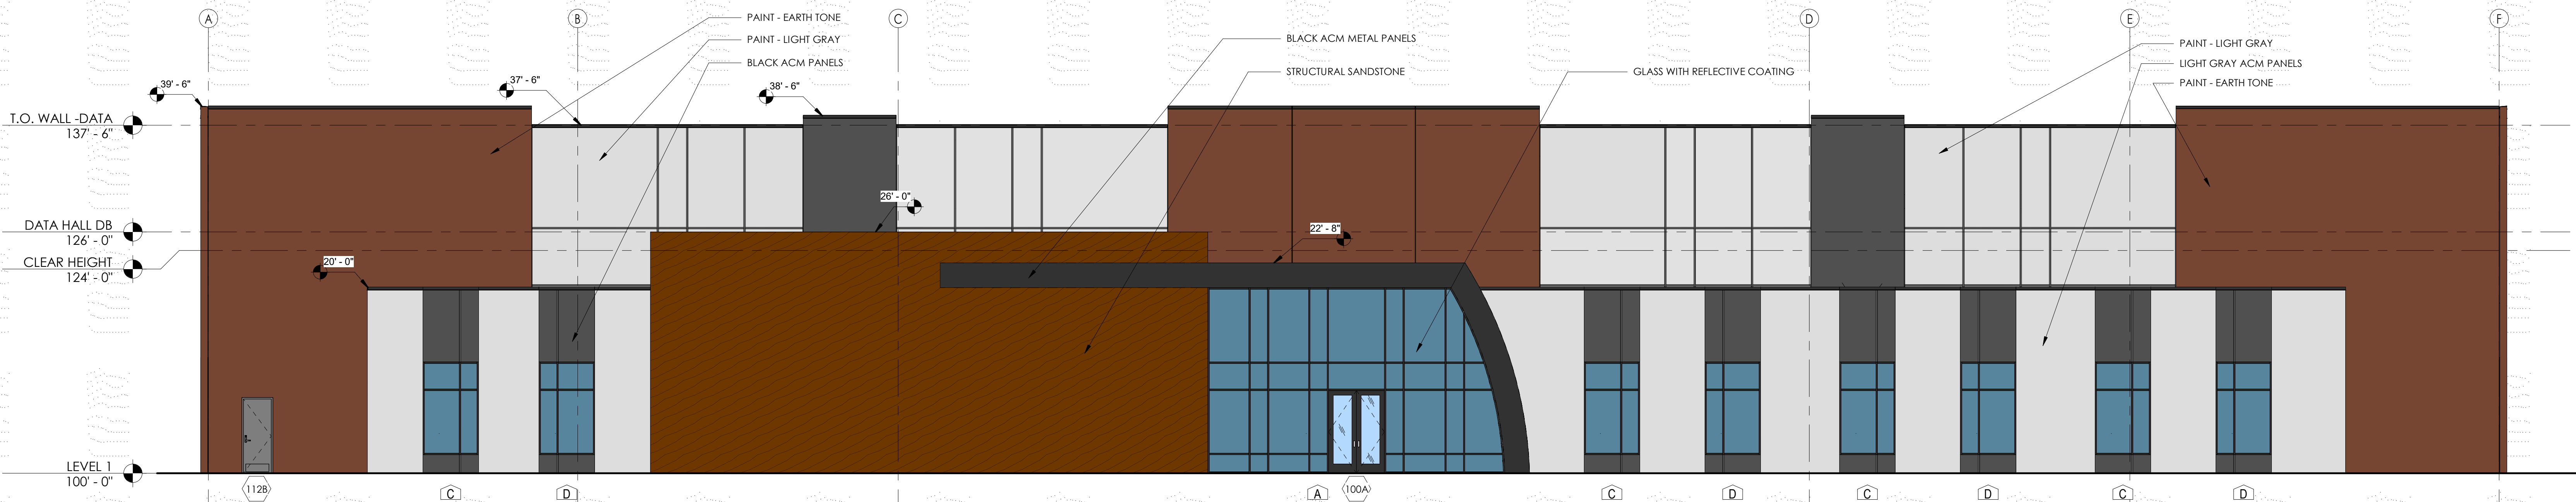 A
B
C
D
E
F
PAINT - EARTH TONE
PAINT - LIGHT GRAY
BLACK ACM PANELS
BLACK ACM METAL PANELS
STRUCTURAL SANDSTONE
GLASS WITH REFLECTIVE COATING
PAINT - LIGHT GRAY
LIGHT GRAY ACM PANELS
PAINT - EARTH TONE
39' - 6"
37' - 6"
38' - 6"
T.O. WALL -DATA
137' - 6"
26' - 0"
DATA HALL DB
126' - 0"
22' - 8"
CLEAR HEIGHT
124' - 0"
20' - 0"
LEVEL 1
100' - 0"
112B
C
D
A
100A
C
D
C
D
C
D